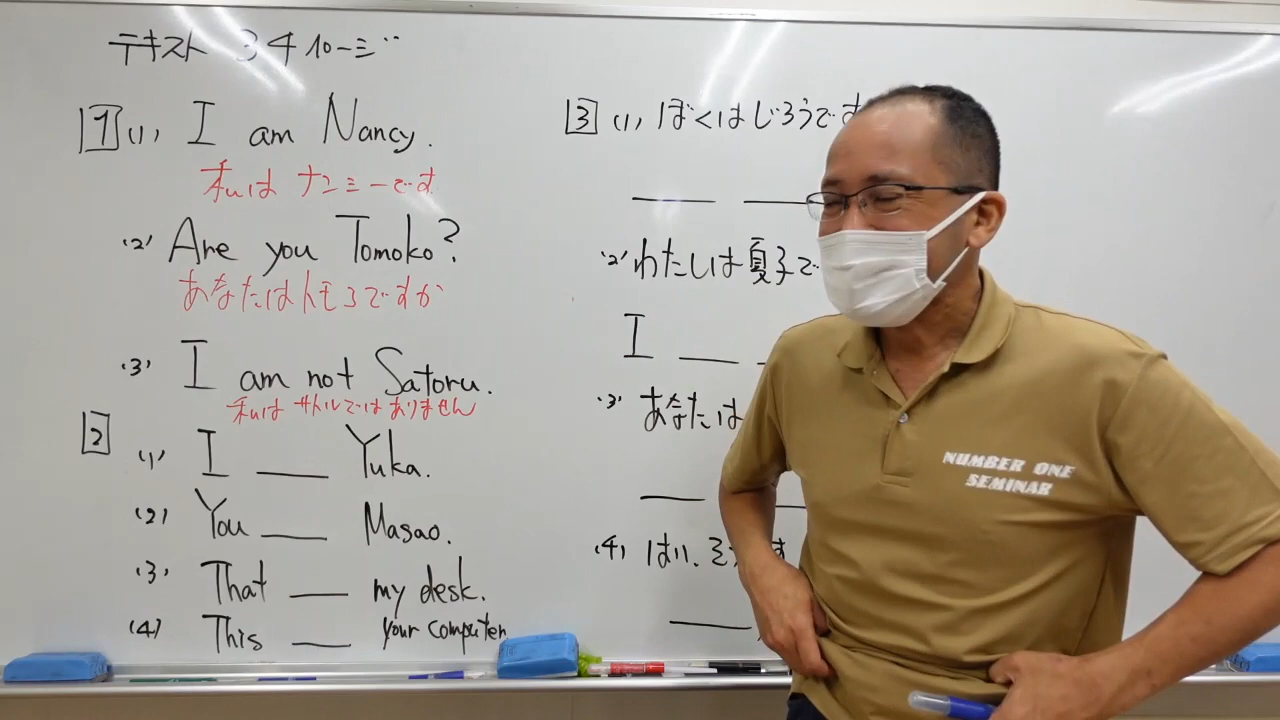 テキスト 34ページ
1 (1) I am Nancy.
私は ナンシーです
(2) Are you Tomoko?
あなたはトモコですか
(3) I am not Satoru.
私は サトルではありません
2
(1) I ___ Yuka.
(2) You ___ Masao.
(3) That ___ my desk.
(4) This ___ your computer
3 (1) ぼくはじろうです
(2) わたしは夏子で
I ___
(3) あなたは
(4) はい、そ
NUMBER ONE
SEMINAR